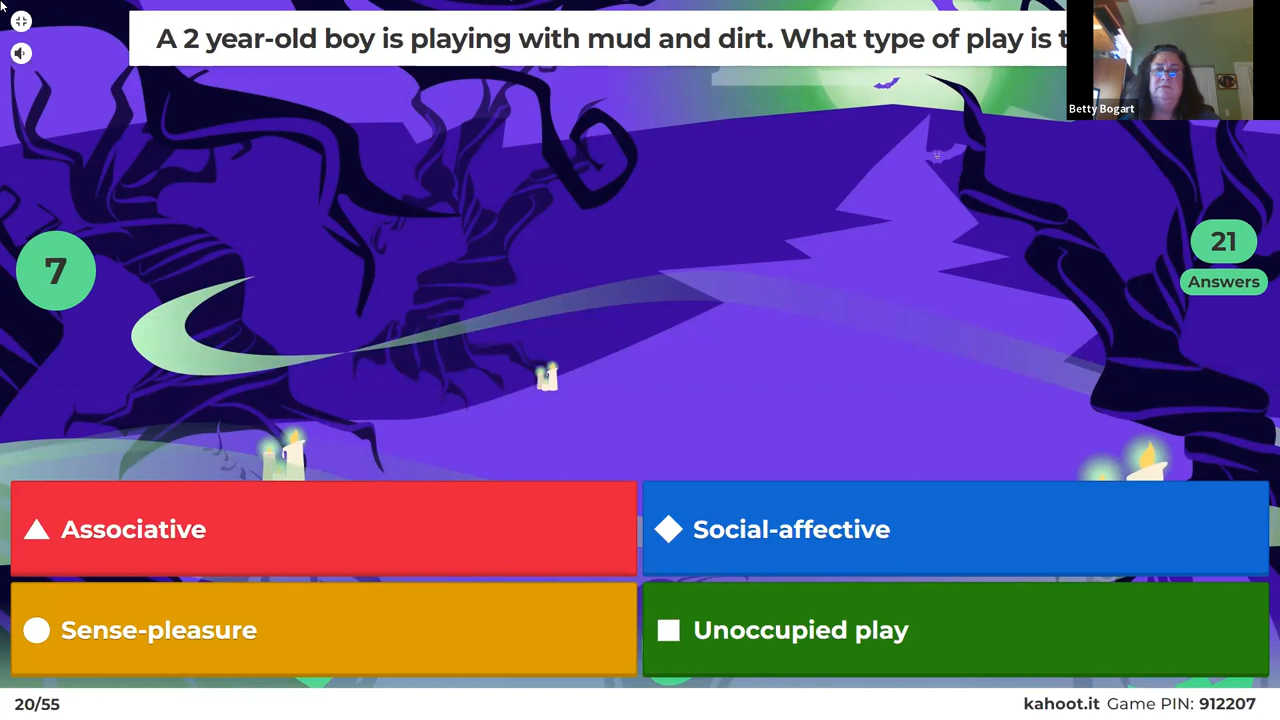 A 2 year-old boy is playing with mud and dirt. What type of play is
Betty Bogart
7
21
Answers
Associative
Social-affective
Sense-pleasure
Unoccupied play
20/55
kahoot.it Game PIN: 912207